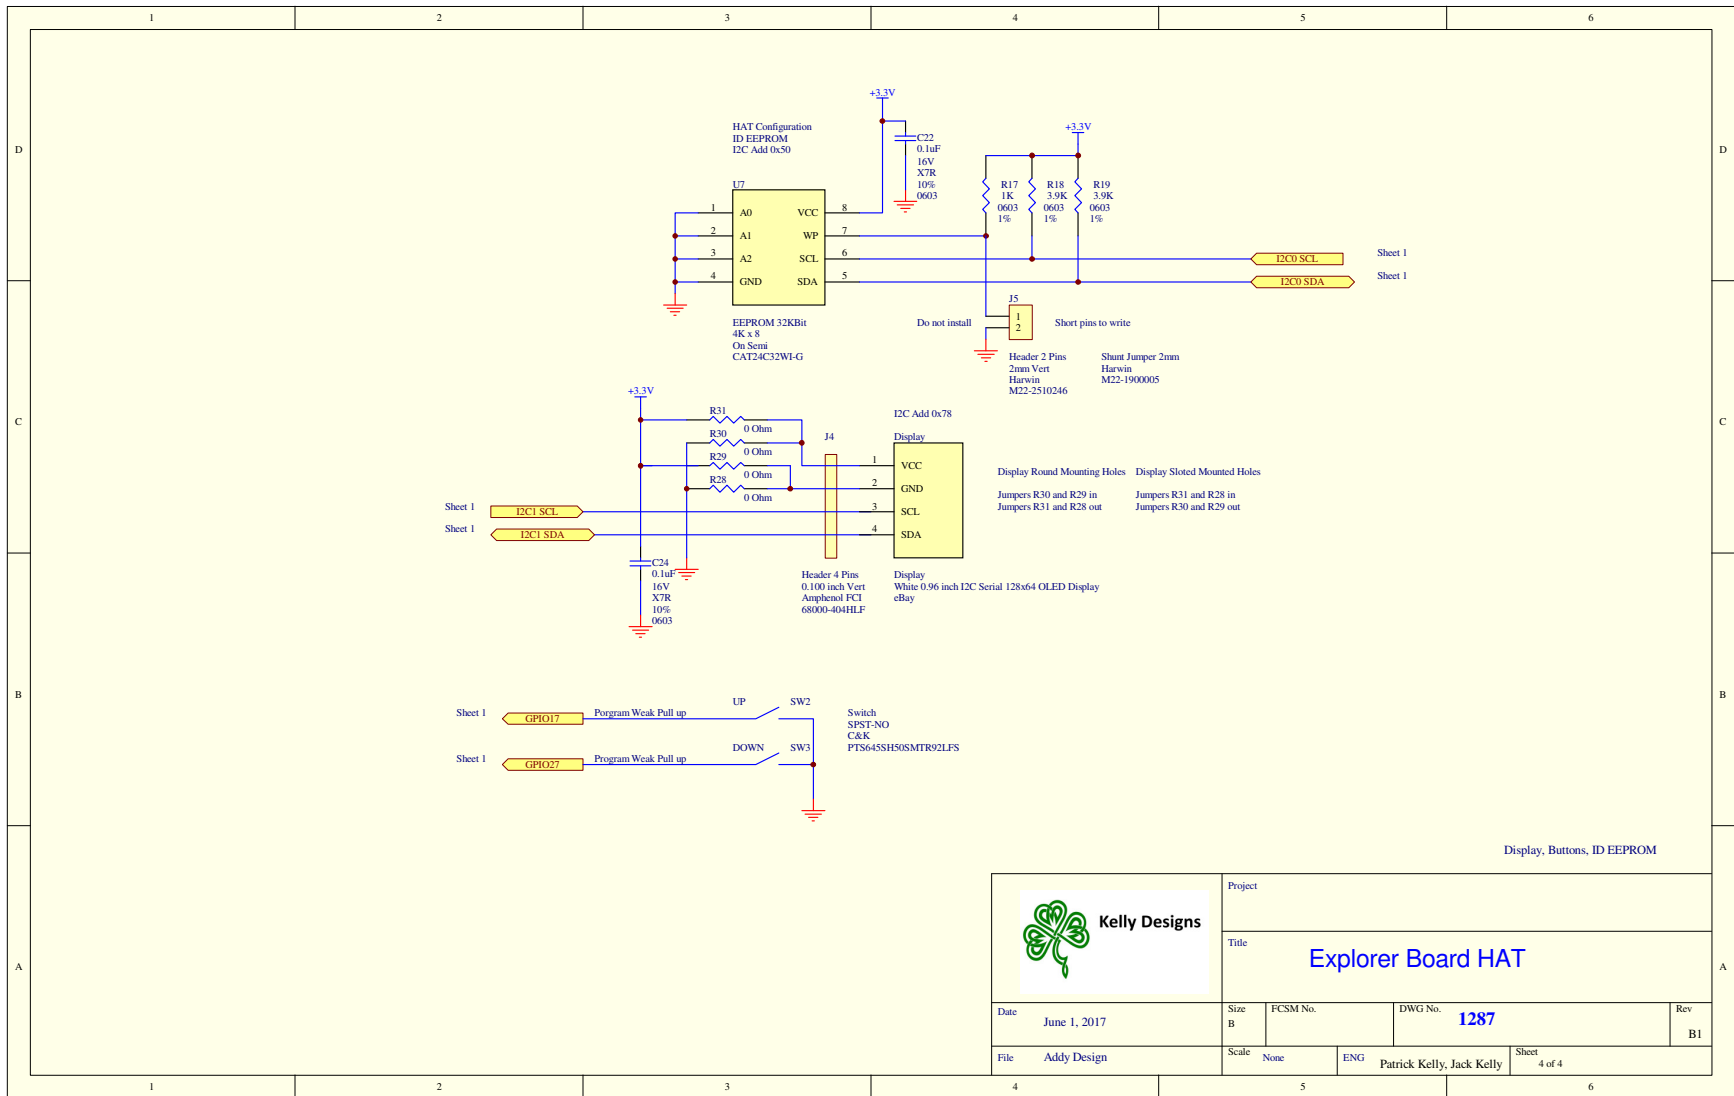 1 2 3 4 5 6
D
D
C
C
B
B
A
A
+3.3V
HAT Configuration
ID EEPROM
I2C Add 0x50
C22
0.1uF
16V
X7R
10%
0603
+3.3V
U7
1 A0 VCC 8
2 A1 WP 7
3 A2 SCL 6
4 GND SDA 5
EEPROM 32KBit
4K x 8
On Semi
CAT24C32WI-G
R17
1K
0603
1%
R18
3.9K
0603
1%
R19
3.9K
0603
1%
I2C0 SCL Sheet 1
I2C0 SDA Sheet 1
J5
1
2
Do not install
Short pins to write
Header 2 Pins
2mm Vert
Harwin
M22-2510246
Shunt Jumper 2mm
Harwin
M22-1900005
+3.3V
R31
0 Ohm
R30
0 Ohm
R29
0 Ohm
R28
0 Ohm
J4
I2C Add 0x78
Display
1 VCC
2 GND
3 SCL
4 SDA
Display Round Mounting Holes
Jumpers R30 and R29 in
Jumpers R31 and R28 out
Display Sloted Mounted Holes
Jumpers R31 and R28 in
Jumpers R30 and R29 out
Sheet 1 I2C1 SCL
Sheet 1 I2C1 SDA
C24
0.1uF
16V
X7R
10%
0603
Header 4 Pins
0.100 inch Vert
Amphenol FCI
68000-404HLF
Display
White 0.96 inch I2C Serial 128x64 OLED Display
eBay
Sheet 1 GPIO17 Porgram Weak Pull up UP SW2
Sheet 1 GPIO27 Program Weak Pull up DOWN SW3
Switch
SPST-NO
C&K
PTS645SH50SMTR92LFS
Display, Buttons, ID EEPROM
Kelly Designs
Project
Title
Explorer Board HAT
Date
June 1, 2017
Size
B
FCSM No.
DWG No.
1287
Rev
B1
File Addy Design
Scale None
ENG Patrick Kelly, Jack Kelly
Sheet
4 of 4
1 2 3 4 5 6